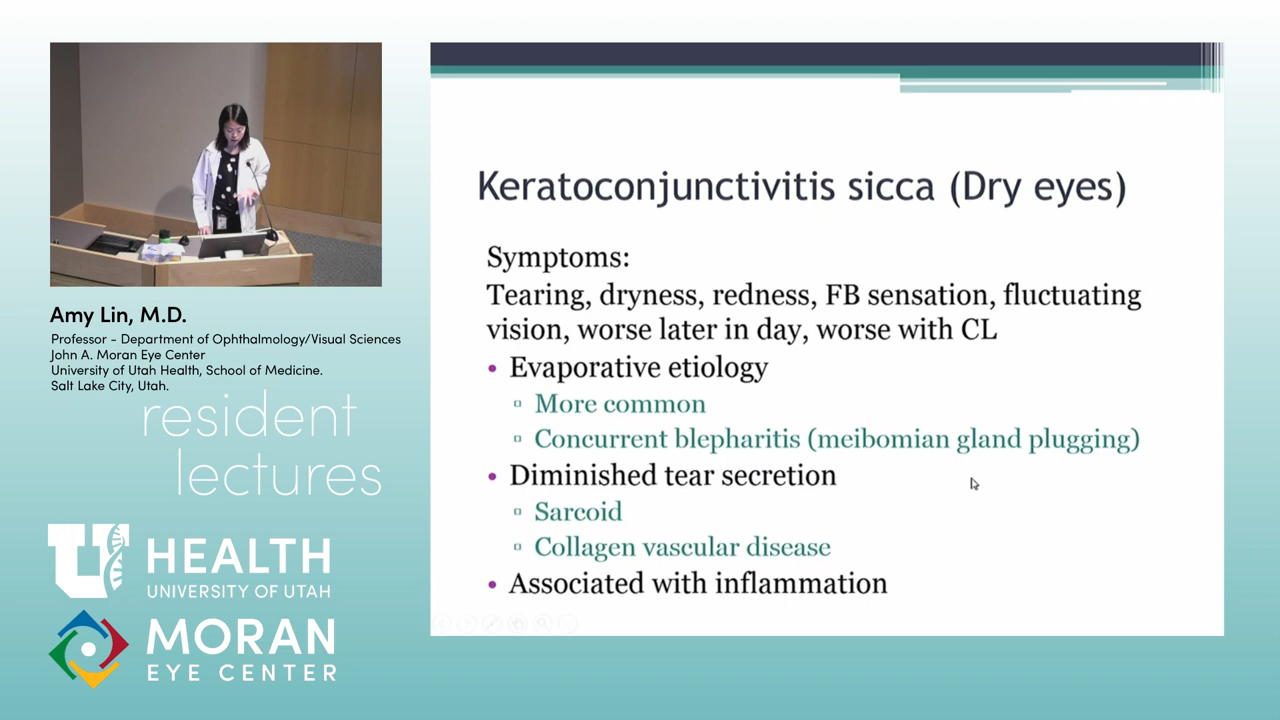 Amy Lin, M.D.
Professor - Department of Ophthalmology/Visual Sciences
John A. Moran Eye Center
University of Utah Health, School of Medicine.
Salt Lake City, Utah.
resident
lectures
U HEALTH
UNIVERSITY OF UTAH
MORAN
EYE CENTER
Keratoconjunctivitis sicca (Dry eyes)
Symptoms:
Tearing, dryness, redness, FB sensation, fluctuating
vision, worse later in day, worse with CL
• Evaporative etiology
▫ More common
▫ Concurrent blepharitis (meibomian gland plugging)
• Diminished tear secretion
▫ Sarcoid
▫ Collagen vascular disease
• Associated with inflammation